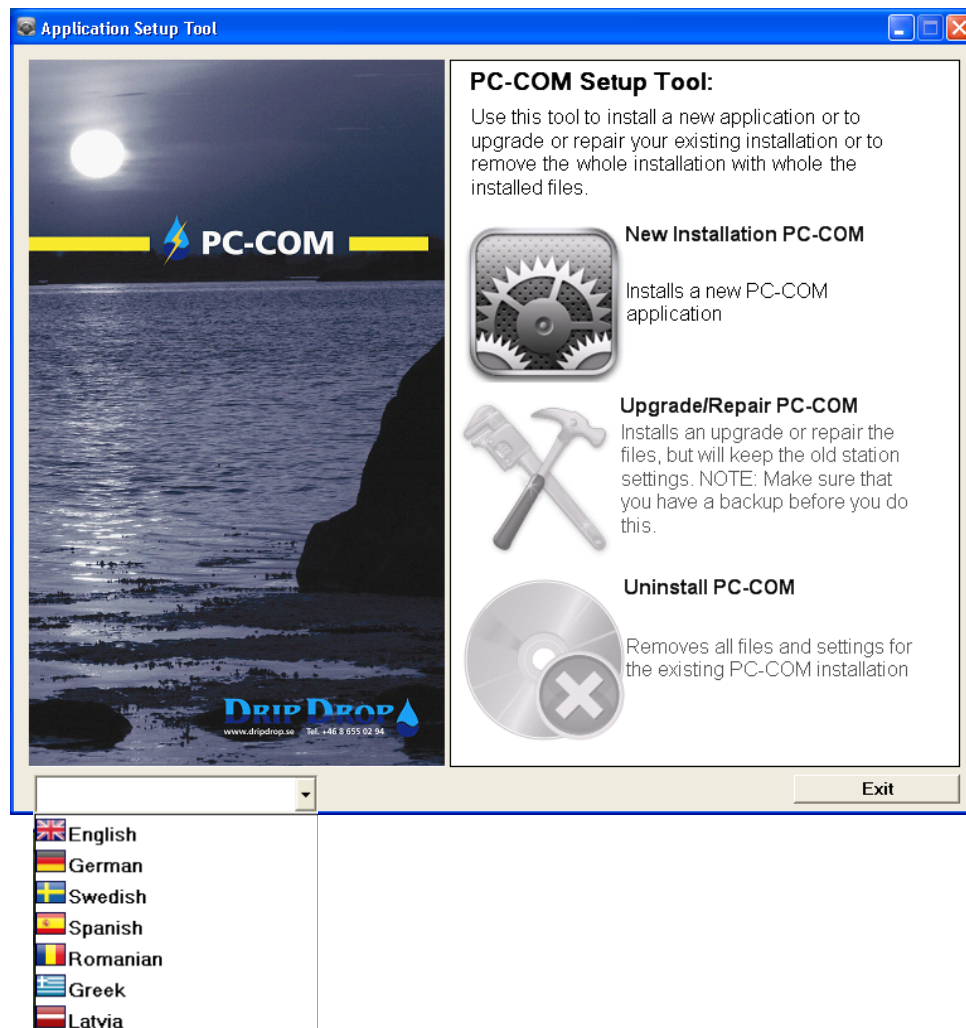 Application Setup Tool
PC-COM
DRIP DROP
www.dripdrop.se Tel. +46 8 655 02 94
PC-COM Setup Tool:
Use this tool to install a new application or to
upgrade or repair your existing installation or to
remove the whole installation with whole the
installed files.
New Installation PC-COM
Installs a new PC-COM
application
Upgrade/Repair PC-COM
Installs an upgrade or repair the
files, but will keep the old station
settings. NOTE: Make sure that
you have a backup before you do
this.
Uninstall PC-COM
Removes all files and settings for
the existing PC-COM installation
Exit
English
German
Swedish
Spanish
Romanian
Greek
Latvia